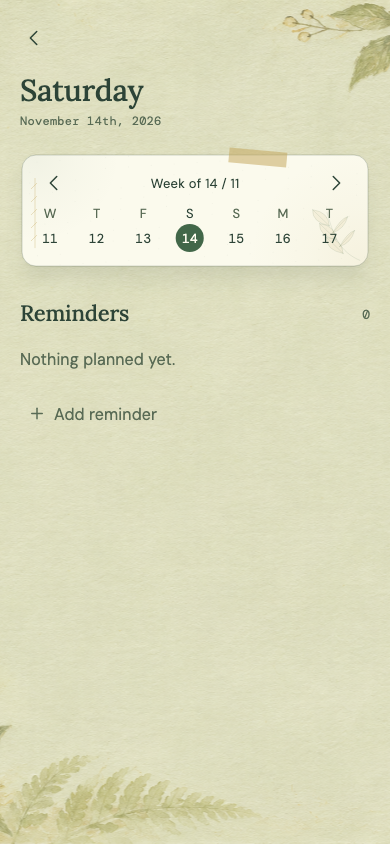 Saturday
November 14th, 2026
Week of 14 / 11
W T F S S M T
11 12 13 14 15 16 17
Reminders 0
Nothing planned yet.
+ Add reminder